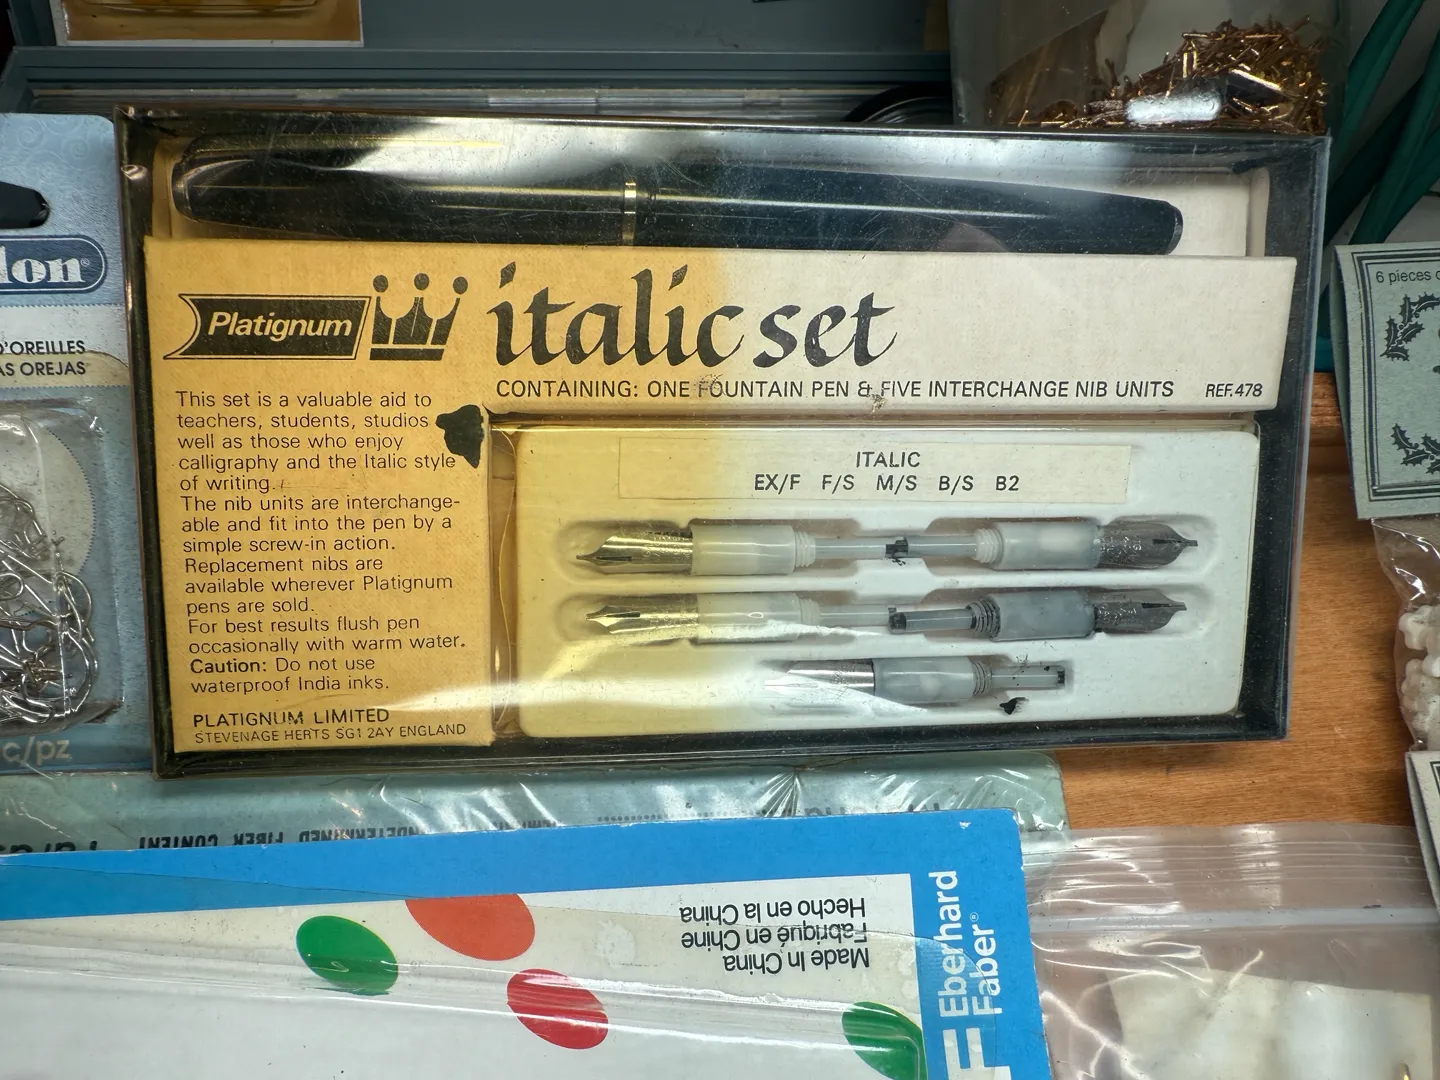 lon®
D'OREILLES
AS OREJAS
c/pz
Platignum
italic set
CONTAINING: ONE FOUNTAIN PEN & FIVE INTERCHANGE NIB UNITS REF.478
This set is a valuable aid to
teachers, students, studios
well as those who enjoy
calligraphy and the Italic style
of writing.
The nib units are interchange-
able and fit into the pen by a
simple screw-in action.
Replacement nibs are
available wherever Platignum
pens are sold.
For best results flush pen
occasionally with warm water.
Caution: Do not use
waterproof India inks.
PLATIGNUM LIMITED
STEVENAGE HERTS SG1 2AY ENGLAND
ITALIC
EX/F F/S M/S B/S B2
6 pieces
NDETERMINED FIBER CONTENT
Made In China
Fabriqué en Chine
Hecho en la China
Eberhard
Faber®